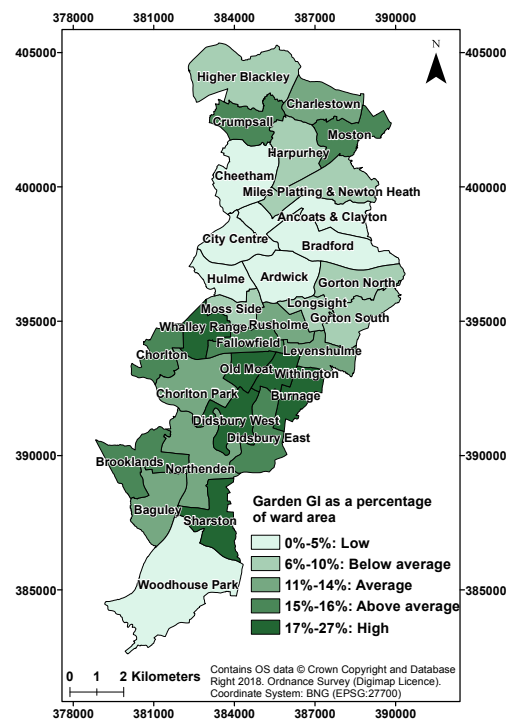 378000 381000 384000 387000 390000
405000 405000
N
Higher Blackley
Charlestown
Crumpsall
Moston
Harpurhey
Cheetham
400000 400000
Miles Platting & Newton Heath
Ancoats & Clayton
City Centre
Bradford
Hulme
Ardwick
Gorton North
Longsight
Moss Side
Gorton South
395000 395000
Whalley Range
Rusholme
Fallowfield
Levenshulme
Chorlton
Old Moat
Withington
Chorlton Park
Burnage
Didsbury West
Didsbury East
390000 390000
Brooklands
Northenden
Baguley
Sharston
Garden GI as a percentage
of ward area
0%-5%: Low
6%-10%: Below average
11%-14%: Average
15%-16%: Above average
17%-27%: High
385000 385000
Woodhouse Park
0 1 2 Kilometers
Contains OS data © Crown Copyright and Database
Right 2018. Ordnance Survey (Digimap Licence).
Coordinate System: BNG (EPSG:27700)
378000 381000 384000 387000 390000